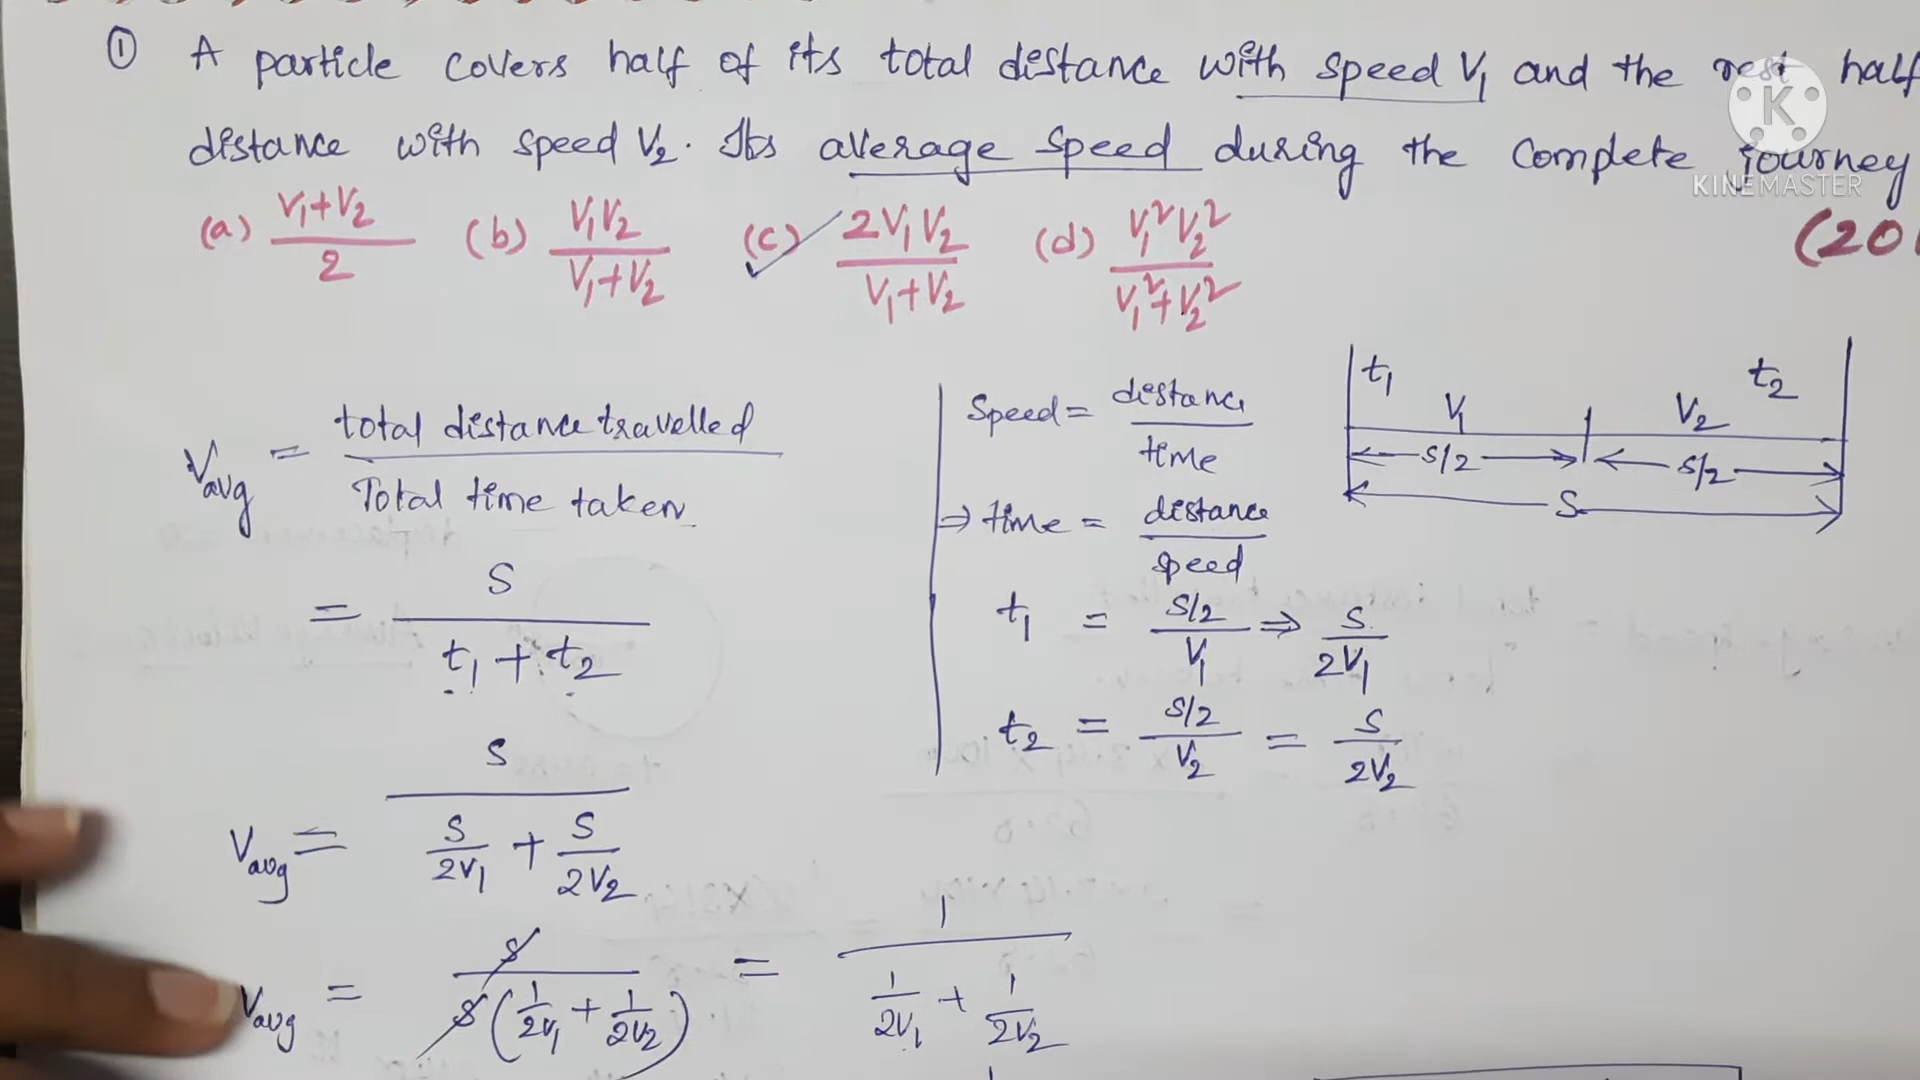 ① A particle covers half of its total distance with speed V₁ and the rest half
distance with speed V₂. Its average speed during the complete journey
(a) (V₁+V₂)/2 (b) V₁V₂/(V₁+V₂) (c) 2V₁V₂/(V₁+V₂) (d) V₁²V₂²/(V₁²+V₂²)
(20
K
KINEMASTER
V_avg = total distance travelled / Total time taken
= S/(t₁ + t₂)
V_avg = S/(S/2V₁ + S/2V₂)
V_avg = S/(S(1/2V₁ + 1/2V₂)) = 1/(1/2V₁ + 1/2V₂)
Speed = distance/time
⇒ time = distance/speed
t₁ = S/2/V₁ ⇒ S/2V₁
t₂ = S/2/V₂ = S/2V₂
t₁ t₂
V₁ V₂
S/2 S/2
S